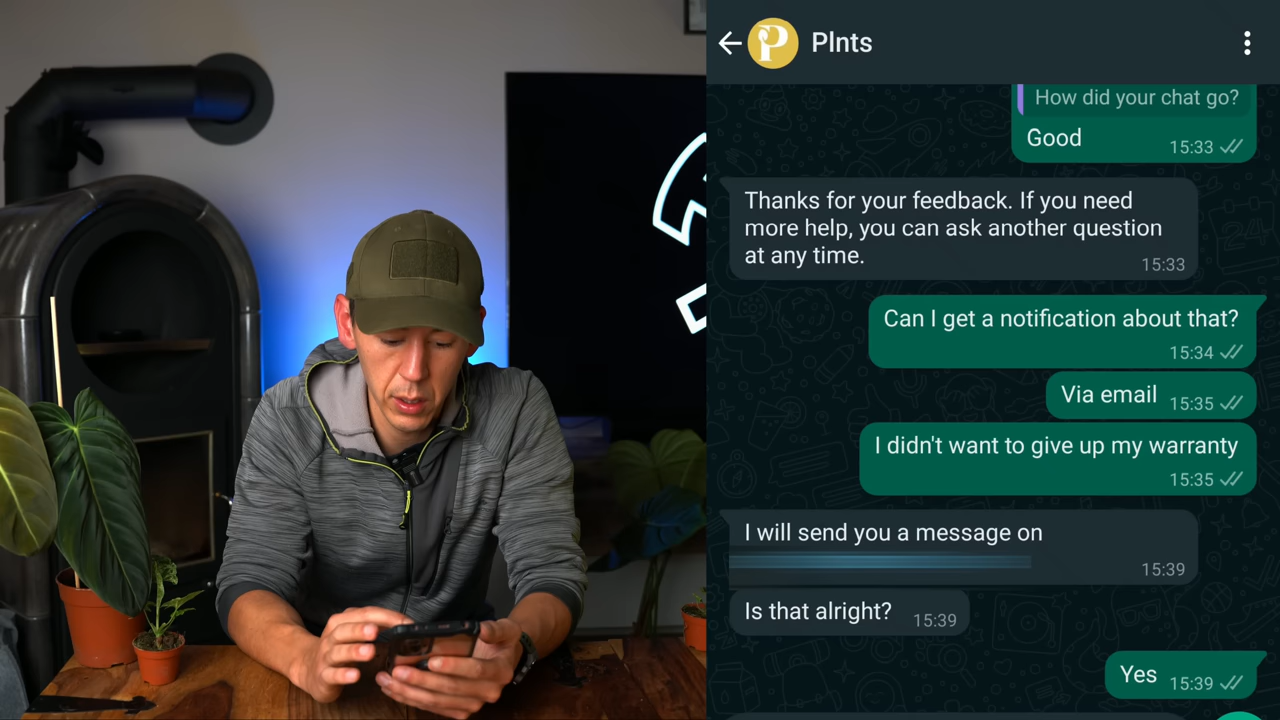 Plnts
How did your chat go?
Good
15:33
Thanks for your feedback. If you need
more help, you can ask another question
at any time.
15:33
Can I get a notification about that?
15:34
Via email
15:35
I didn't want to give up my warranty
15:35
I will send you a message on
15:39
Is that alright?
15:39
Yes
15:39